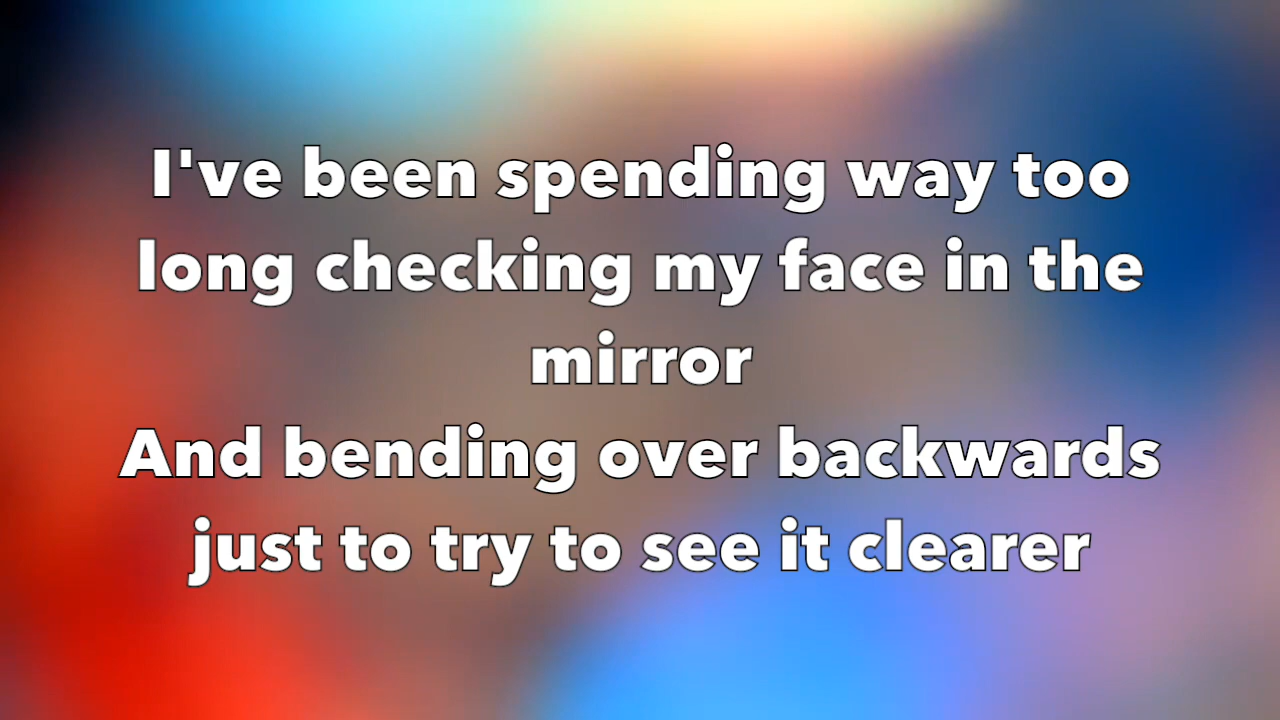 I've been spending way too
long checking my face in the
mirror
And bending over backwards
just to try to see it clearer